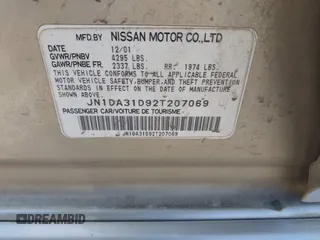 MFD.BY NISSAN MOTOR CO.,LTD
12/01
GVWR/PNBV 4295 LBS.
GAWR/PNBE FR: 2337 LBS. RR: 1974 LBS.
THIS VEHICLE CONFORMS TO ALL APPLICABLE FEDERAL
MOTOR VEHICLE SAFETY, BUMPER, AND THEFT PREVENTION
STANDARDS IN EFFECT ON THE DATE OF MANUFACTURE
SHOWN ABOVE.
JN1DA31D92T207069
PASSENGER CAR/VOITURE DE TOURISME
JN1DA31D92T207069
DREAMBID